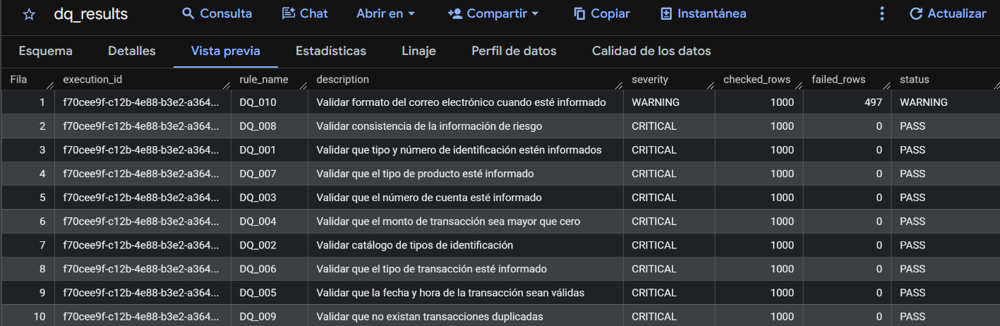 dq_results Consulta Chat Abrir en Compartir Copiar Instantánea Actualizar
Esquema Detalles Vista previa Estadísticas Linaje Perfil de datos Calidad de los datos
Fila execution_id rule_name description severity checked_rows failed_rows status
1 f70cee9f-c12b-4e88-b3e2-a364... DQ_010 Validar formato del correo electrónico cuando esté informado WARNING 1000 497 WARNING
2 f70cee9f-c12b-4e88-b3e2-a364... DQ_008 Validar consistencia de la información de riesgo CRITICAL 1000 0 PASS
3 f70cee9f-c12b-4e88-b3e2-a364... DQ_001 Validar que tipo y número de identificación estén informados CRITICAL 1000 0 PASS
4 f70cee9f-c12b-4e88-b3e2-a364... DQ_007 Validar que el tipo de producto esté informado CRITICAL 1000 0 PASS
5 f70cee9f-c12b-4e88-b3e2-a364... DQ_003 Validar que el número de cuenta esté informado CRITICAL 1000 0 PASS
6 f70cee9f-c12b-4e88-b3e2-a364... DQ_004 Validar que el monto de transacción sea mayor que cero CRITICAL 1000 0 PASS
7 f70cee9f-c12b-4e88-b3e2-a364... DQ_002 Validar catálogo de tipos de identificación CRITICAL 1000 0 PASS
8 f70cee9f-c12b-4e88-b3e2-a364... DQ_006 Validar que el tipo de transacción esté informado CRITICAL 1000 0 PASS
9 f70cee9f-c12b-4e88-b3e2-a364... DQ_005 Validar que la fecha y hora de la transacción sean válidas CRITICAL 1000 0 PASS
10 f70cee9f-c12b-4e88-b3e2-a364... DQ_009 Validar que no existan transacciones duplicadas CRITICAL 1000 0 PASS